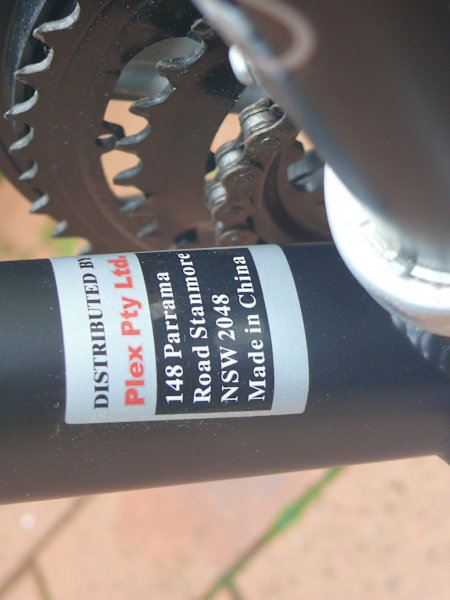 DISTRIBUTED BY
Plex Pty Ltd.
148 Parrama
Road Stanmore
NSW 2048
Made in China